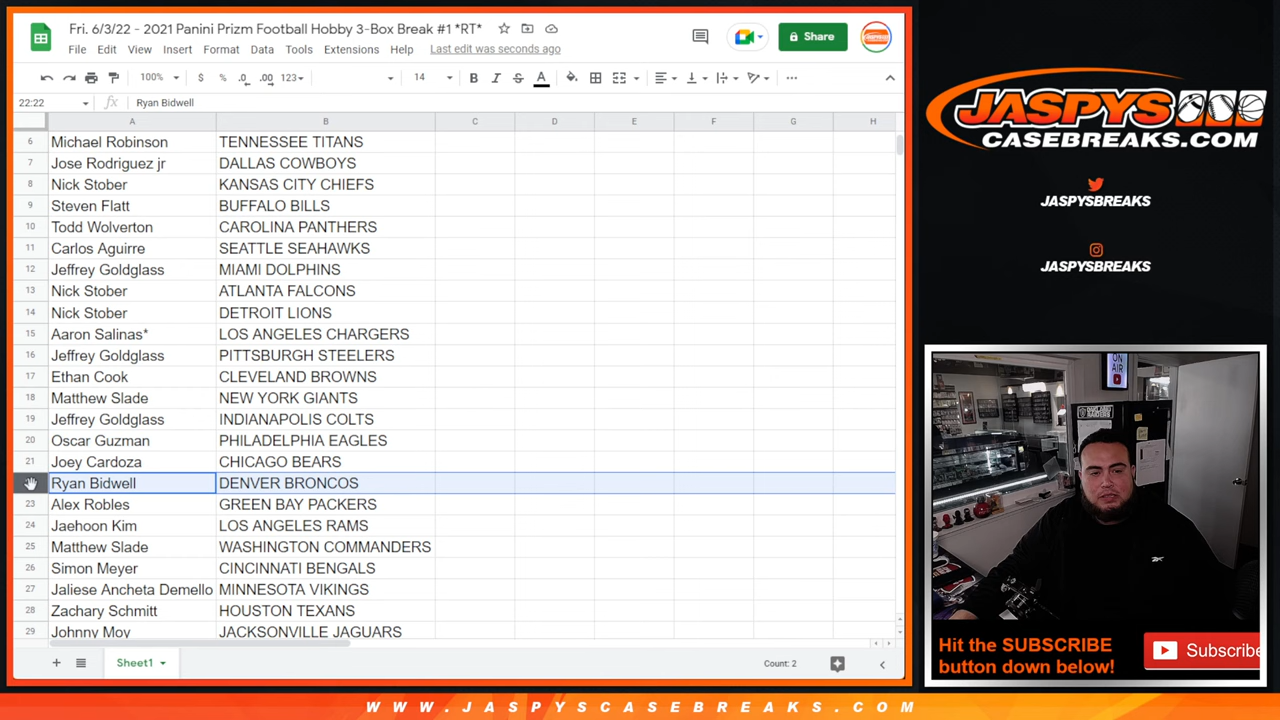 Fri. 6/3/22 - 2021 Panini Prizm Football Hobby 3-Box Break #1 *RT*
Share
File Edit View Insert Format Data Tools Extensions Help Last edit was seconds ago
100% $ % .0 .00 123 14 B I S A
22:22 fx Ryan Bidwell
A B C D E F G H
6 Michael Robinson TENNESSEE TITANS
7 Jose Rodriguez jr DALLAS COWBOYS
8 Nick Stober KANSAS CITY CHIEFS
9 Steven Flatt BUFFALO BILLS
10 Todd Wolverton CAROLINA PANTHERS
11 Carlos Aguirre SEATTLE SEAHAWKS
12 Jeffrey Goldglass MIAMI DOLPHINS
13 Nick Stober ATLANTA FALCONS
14 Nick Stober DETROIT LIONS
15 Aaron Salinas* LOS ANGELES CHARGERS
16 Jeffrey Goldglass PITTSBURGH STEELERS
17 Ethan Cook CLEVELAND BROWNS
18 Matthew Slade NEW YORK GIANTS
19 Jeffrey Goldglass INDIANAPOLIS COLTS
20 Oscar Guzman PHILADELPHIA EAGLES
21 Joey Cardoza CHICAGO BEARS
Ryan Bidwell DENVER BRONCOS
23 Alex Robles GREEN BAY PACKERS
24 Jaehoon Kim LOS ANGELES RAMS
25 Matthew Slade WASHINGTON COMMANDERS
26 Simon Meyer CINCINNATI BENGALS
27 Jaliese Ancheta Demello MINNESOTA VIKINGS
28 Zachary Schmitt HOUSTON TEXANS
29 Johnny Moy JACKSONVILLE JAGUARS
Sheet1
Count: 2
JASPYS
CASEBREAKS.COM
JASPYSBREAKS
JASPYSBREAKS
ON
AIR
Hit the SUBSCRIBE
button down below!
Subscribe
WWW.JASPYSCASEBREAKS.COM